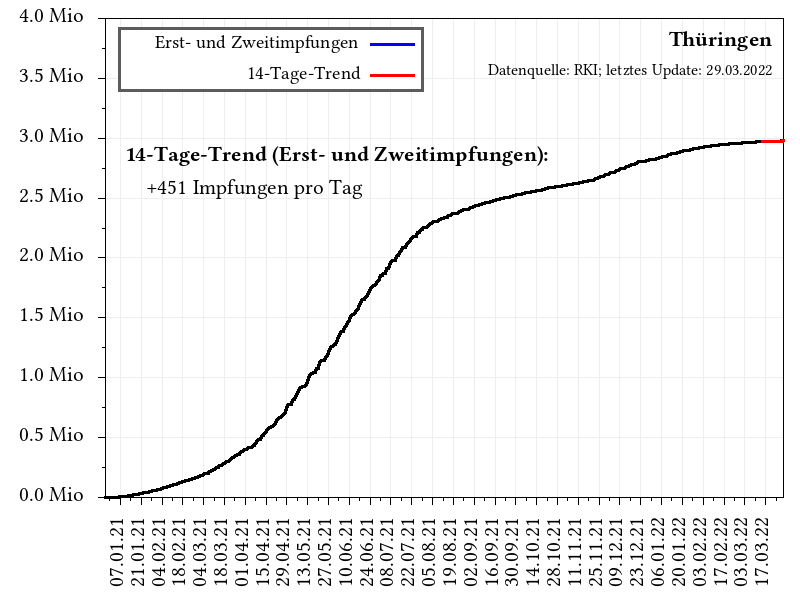 4.0 Mio
3.5 Mio
3.0 Mio
2.5 Mio
2.0 Mio
1.5 Mio
1.0 Mio
0.5 Mio
0.0 Mio
Erst- und Zweitimpfungen
14-Tage-Trend
Thüringen
Datenquelle: RKI; letztes Update: 29.03.2022
14-Tage-Trend (Erst- und Zweitimpfungen):
+451 Impfungen pro Tag
07.01.21
21.01.21
04.02.21
18.02.21
04.03.21
18.03.21
01.04.21
15.04.21
29.04.21
13.05.21
27.05.21
10.06.21
24.06.21
08.07.21
22.07.21
05.08.21
19.08.21
02.09.21
16.09.21
30.09.21
14.10.21
28.10.21
11.11.21
25.11.21
09.12.21
23.12.21
06.01.22
20.01.22
03.02.22
17.02.22
03.03.22
17.03.22